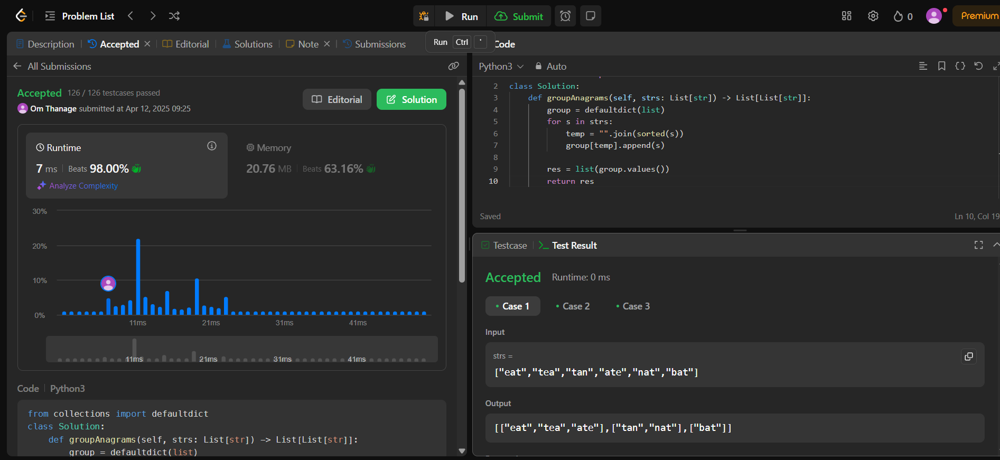 Problem List
Run
Submit
0
Premium
Description
Accepted
Editorial
Solutions
Note
Submissions
Run Ctrl '
Code
All Submissions
Accepted 126 / 126 testcases passed
Om Thanage submitted at Apr 12, 2025 09:25
Editorial
Solution
Runtime
7 ms Beats 98.00%
Analyze Complexity
Memory
20.76 MB Beats 63.16%
30%
20%
10%
0%
11ms 21ms 31ms 41ms
11ms 21ms 31ms 41ms
Code Python3
from collections import defaultdict
class Solution:
def groupAnagrams(self, strs: List[str]) -> List[List[str]]:
group = defaultdict(list)
Python3 Auto
2 class Solution:
3 def groupAnagrams(self, strs: List[str]) -> List[List[str]]:
4 group = defaultdict(list)
5 for s in strs:
6 temp = "".join(sorted(s))
7 group[temp].append(s)
8
9 res = list(group.values())
10 return res
Saved
Ln 10, Col 19
Testcase
Test Result
Accepted Runtime: 0 ms
• Case 1 • Case 2 • Case 3
Input
strs =
["eat","tea","tan","ate","nat","bat"]
Output
[["eat","tea","ate"],["tan","nat"],["bat"]]